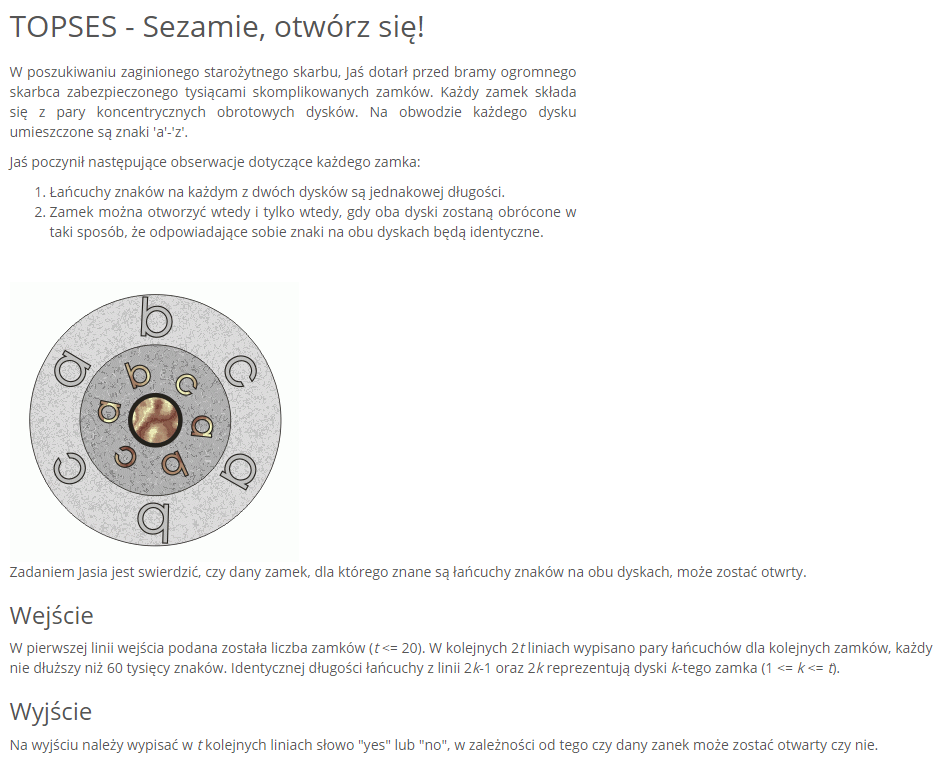 TOPSES - Sezamie, otwórz się!
W poszukiwaniu zaginionego starożytnego skarbu, Jaś dotarł przed bramy ogromnego
skarbca zabezpieczonego tysiącami skomplikowanych zamków. Każdy zamek składa
się z pary koncentrycznych obrotowych dysków. Na obwodzie każdego dysku
umieszczone są znaki 'a'-'z'.
Jaś poczynił następujące obserwacje dotyczące każdego zamka:
1. Łańcuchy znaków na każdym z dwóch dysków są jednakowej długości.
2. Zamek można otworzyć wtedy i tylko wtedy, gdy oba dyski zostaną obrócone w
taki sposób, że odpowiadające sobie znaki na obu dyskach będą identyczne.
b
a c
b c
a a
c a
c a
b
Zadaniem Jasia jest swierdzić, czy dany zamek, dla którego znane są łańcuchy znaków na obu dyskach, może zostać otwrty.
Wejście
W pierwszej linii wejścia podana została liczba zamków (t <= 20). W kolejnych 2t liniach wypisano pary łańcuchów dla kolejnych zamków, każdy
nie dłuższy niż 60 tysięcy znaków. Identycznej długości łańcuchy z linii 2k-1 oraz 2k reprezentują dyski k-tego zamka (1 <= k <= t).
Wyjście
Na wyjściu należy wypisać w t kolejnych liniach słowo "yes" lub "no", w zależności od tego czy dany zanek może zostać otwarty czy nie.